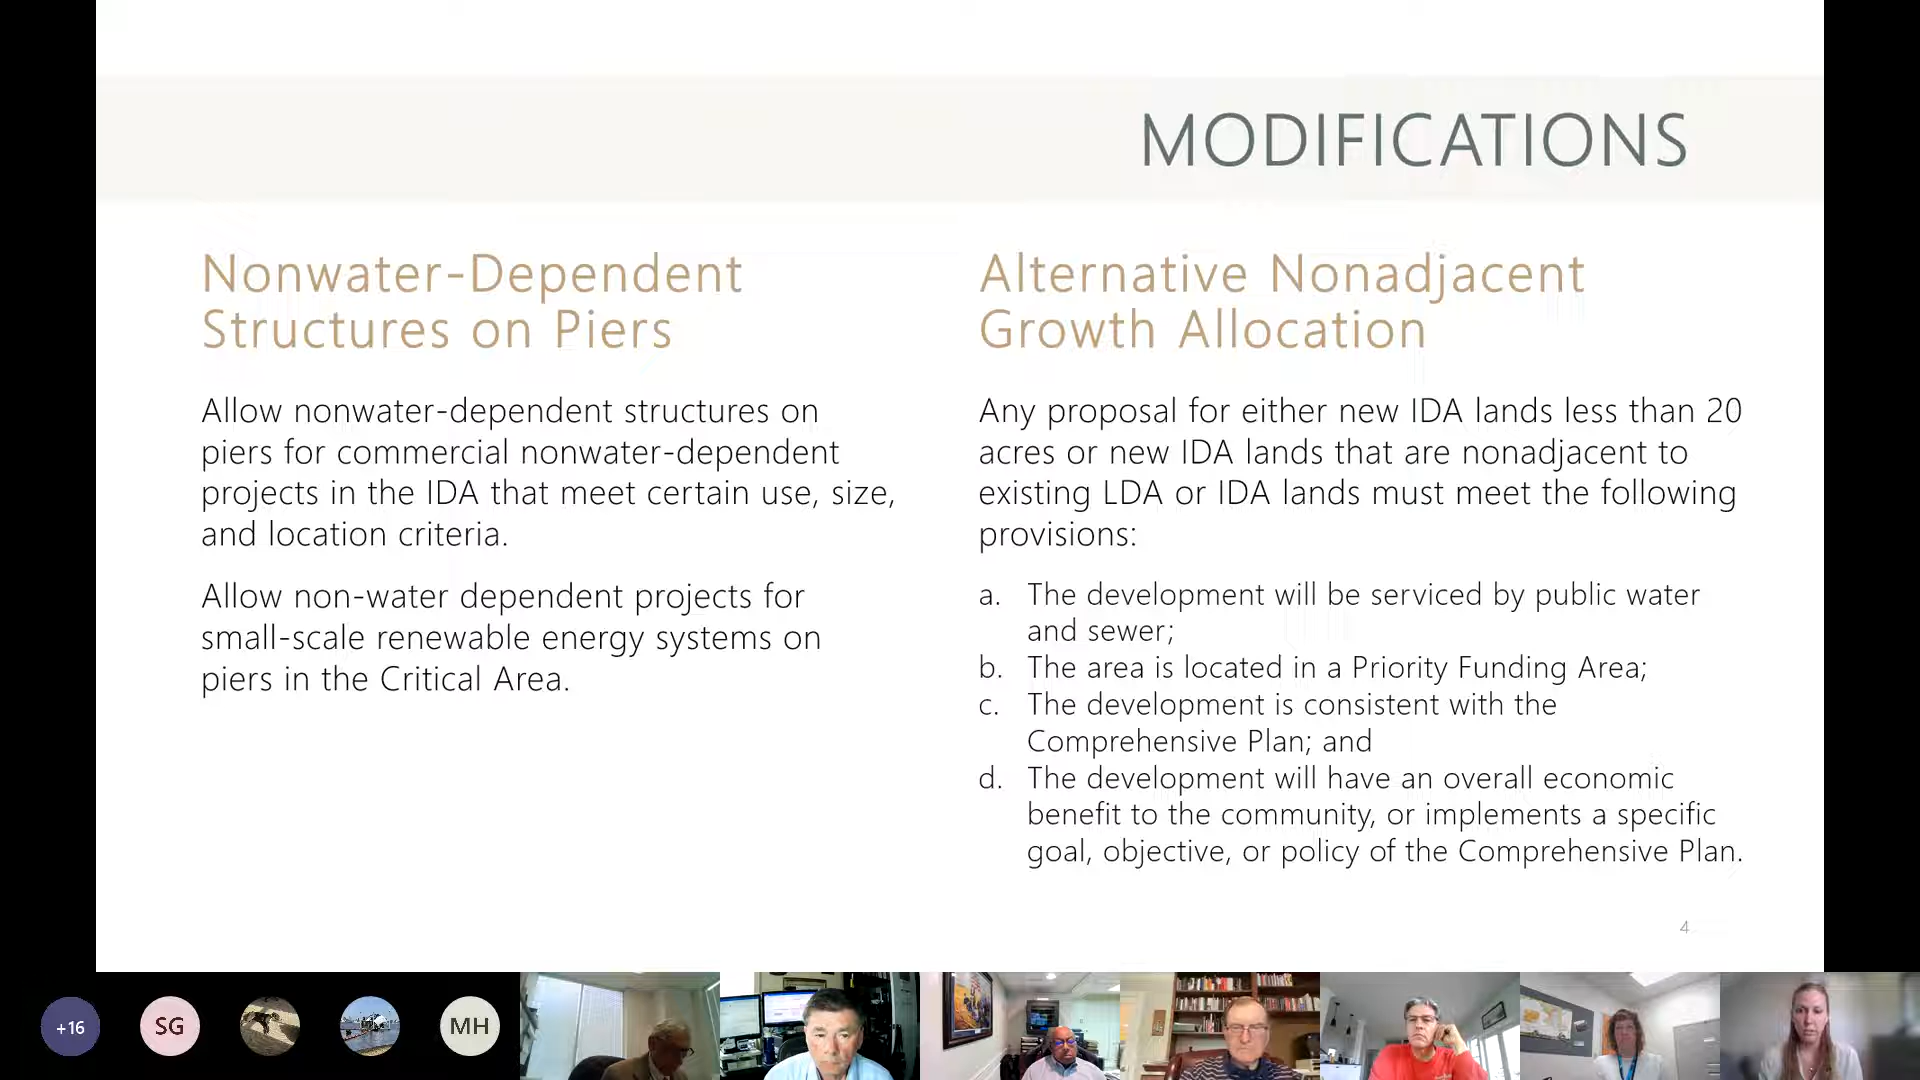 MODIFICATIONS
Nonwater-Dependent
Structures on Piers
Allow nonwater-dependent structures on
piers for commercial nonwater-dependent
projects in the IDA that meet certain use, size,
and location criteria.
Allow non-water dependent projects for
small-scale renewable energy systems on
piers in the Critical Area.
Alternative Nonadjacent
Growth Allocation
Any proposal for either new IDA lands less than 20
acres or new IDA lands that are nonadjacent to
existing LDA or IDA lands must meet the following
provisions:
a. The development will be serviced by public water
and sewer;
b. The area is located in a Priority Funding Area;
c. The development is consistent with the
Comprehensive Plan; and
d. The development will have an overall economic
benefit to the community, or implements a specific
goal, objective, or policy of the Comprehensive Plan.
4
+16
SG
MH